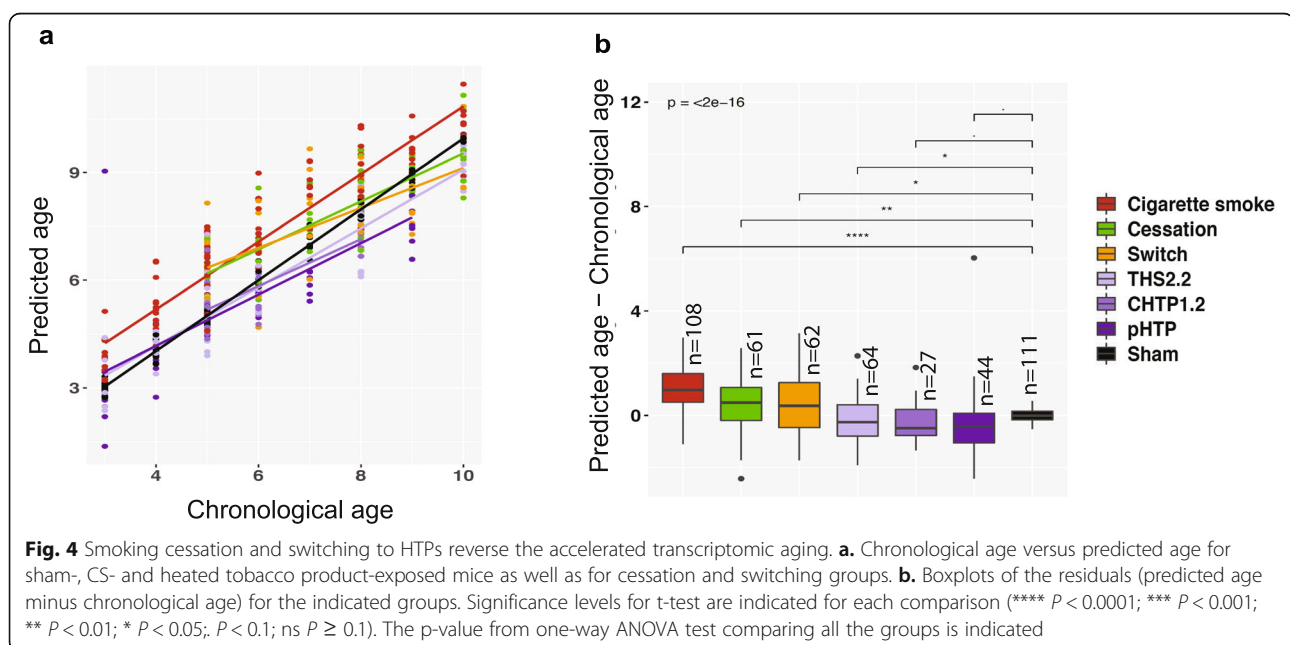 a
9
6
3
4
6
8
10
Predicted age
Chronological age
b
p = <2e-16
12
8
4
0
Predicted age − Chronological age
.
.
*
*
**
****
n=108
n=61
n=62
n=64
n=27
n=44
n=111
Cigarette smoke
Cessation
Switch
THS2.2
CHTP1.2
pHTP
Sham
Fig. 4 Smoking cessation and switching to HTPs reverse the accelerated transcriptomic aging. a. Chronological age versus predicted age for
sham-, CS- and heated tobacco product-exposed mice as well as for cessation and switching groups. b. Boxplots of the residuals (predicted age
minus chronological age) for the indicated groups. Significance levels for t-test are indicated for each comparison (**** P < 0.0001; *** P < 0.001;
** P < 0.01; * P < 0.05;. P < 0.1; ns P ≥ 0.1). The p-value from one-way ANOVA test comparing all the groups is indicated